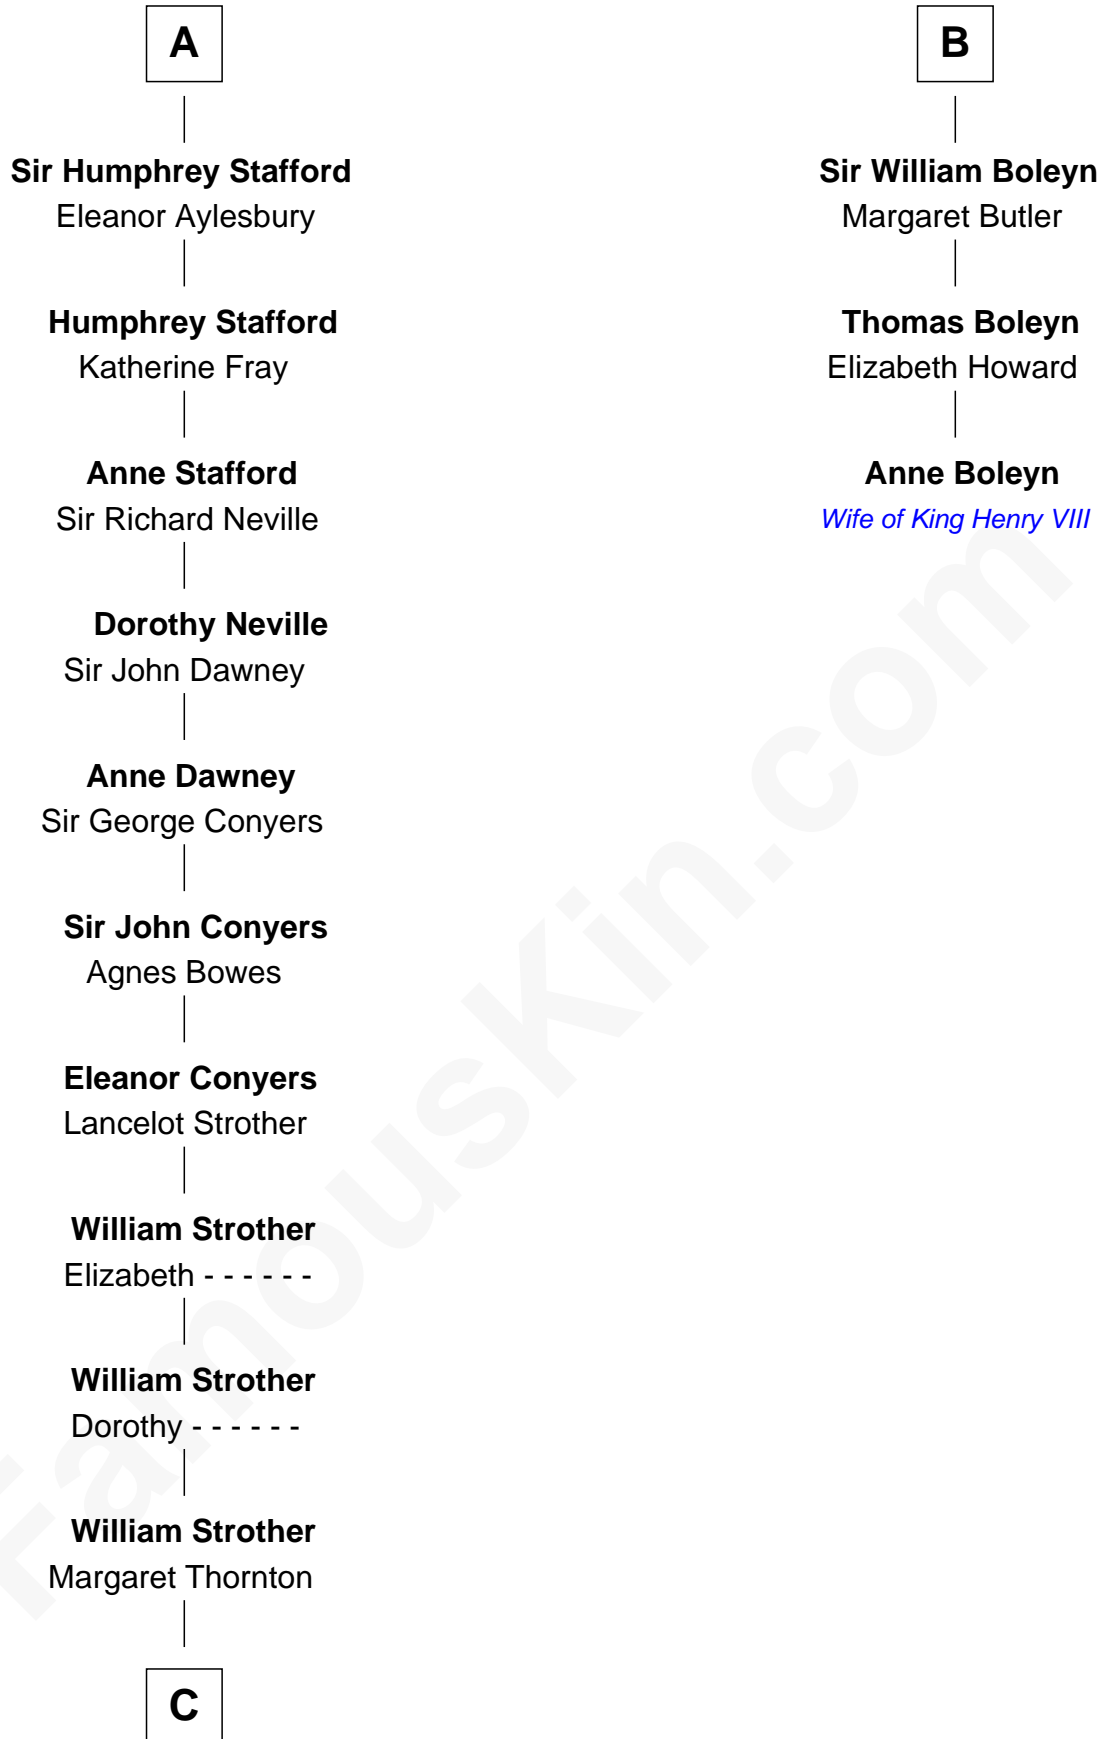 A
Sir Humphrey Stafford
Eleanor Aylesbury
Humphrey Stafford
Katherine Fray
Anne Stafford
Sir Richard Neville
Dorothy Neville
Sir John Dawney
Anne Dawney
Sir George Conyers
Sir John Conyers
Agnes Bowes
Eleanor Conyers
Lancelot Strother
William Strother
Elizabeth - - - - - -
William Strother
Dorothy - - - - - -
William Strother
Margaret Thornton
C
B
Sir William Boleyn
Margaret Butler
Thomas Boleyn
Elizabeth Howard
Anne Boleyn
Wife of King Henry VIII
FamousKin.com